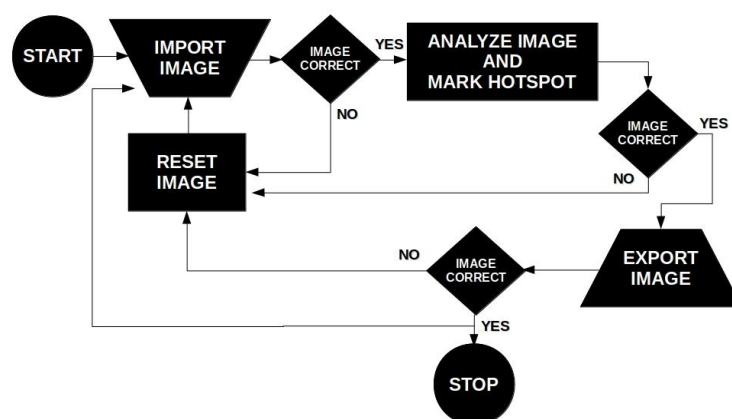 START
IMPORT
IMAGE
IMAGE
CORRECT
YES
NO
ANALYZE IMAGE
AND
MARK HOTSPOT
IMAGE
CORRECT
YES
NO
RESET
IMAGE
EXPORT
IMAGE
IMAGE
CORRECT
NO
YES
STOP